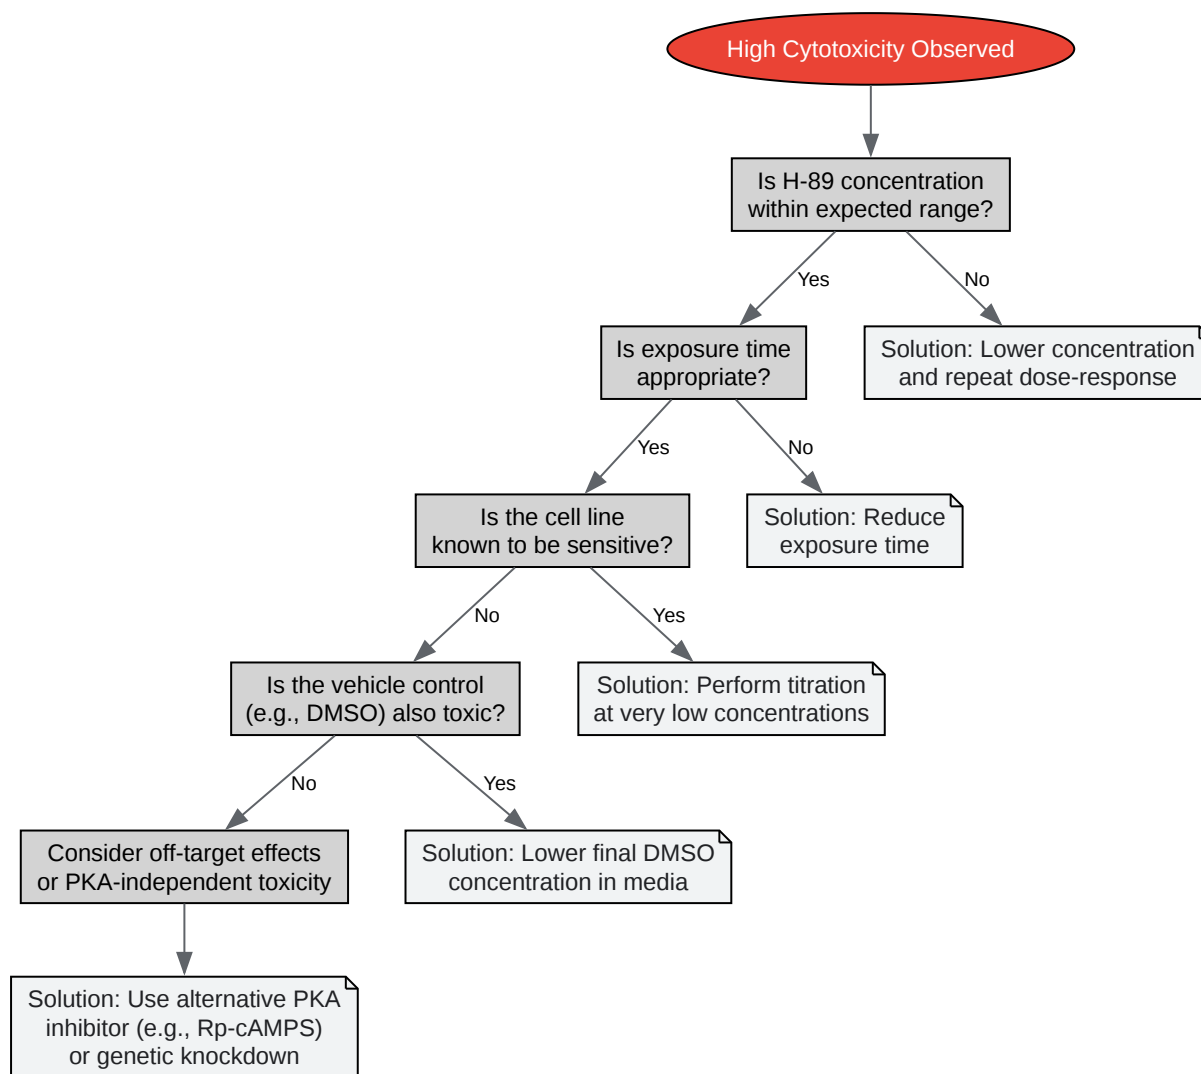 High Cytotoxicity Observed
Is H-89 concentration
within expected range?
Yes
No
Is exposure time
appropriate?
Solution: Lower concentration
and repeat dose-response
Yes
No
Is the cell line
known to be sensitive?
Solution: Reduce
exposure time
No
Yes
Is the vehicle control
(e.g., DMSO) also toxic?
Solution: Perform titration
at very low concentrations
No
Yes
Consider off-target effects
or PKA-independent toxicity
Solution: Lower final DMSO
concentration in media
Solution: Use alternative PKA
inhibitor (e.g., Rp-cAMPS)
or genetic knockdown